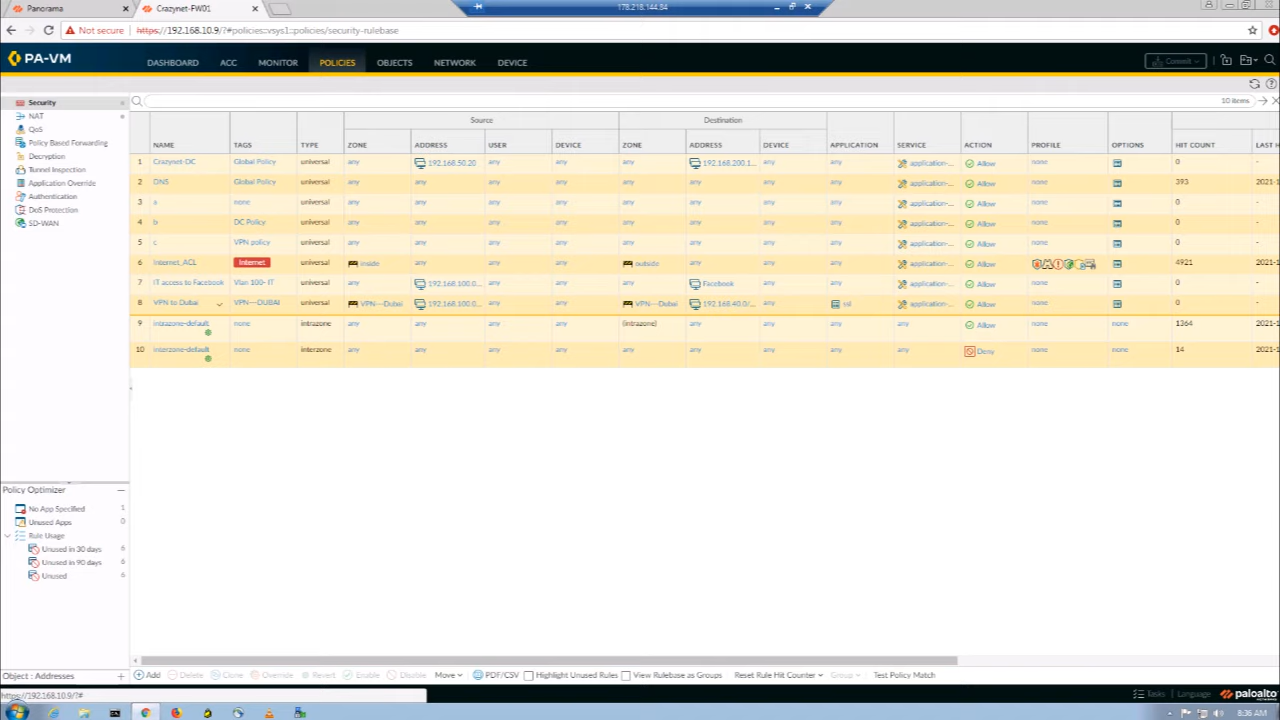 Panorama × Crazynet-FW01 ×
178.218.144.84
Not secure https://192.168.10.9/?#policies::vsys1::policies/security-rulebase
PA-VM DASHBOARD ACC MONITOR POLICIES OBJECTS NETWORK DEVICE Commit
Security
NAT
QoS
Policy Based Forwarding
Decryption
Tunnel Inspection
Application Override
Authentication
DoS Protection
SD-WAN
10 items
Source Destination
NAME TAGS TYPE ZONE ADDRESS USER DEVICE ZONE ADDRESS DEVICE APPLICATION SERVICE ACTION PROFILE OPTIONS HIT COUNT LAST H
1 Crazynet-DC Global Policy universal any 192.168.50.20 any any any 192.168.200.1... any any application-... Allow none 0 -
2 DNS Global Policy universal any any any any any any any any application-... Allow none 393 2021-1
3 a none universal any any any any any any any any application-... Allow none 0 -
4 b DC Policy universal any any any any any any any any application-... Allow none 0 -
5 c VPN policy universal any any any any any any any any application-... Allow none 0 -
6 Internet_ACL Internet universal inside any any any outside any any any application-... Allow 4921 2021-1
7 IT access to Facebook Vlan 100- IT universal any 192.168.100.0... any any any Facebook any any application-... Allow none 0 -
8 VPN to Dubai VPN---DUBAI universal VPN---Dubai 192.168.100.0... any any VPN---Dubai 192.168.40.0/... any ssl application-... Allow none 0 -
9 intrazone-default none intrazone any any any any (intrazone) any any any any Allow none none 1364 2021-1
10 interzone-default none interzone any any any any any any any any any Deny none none 14 2021-1
Policy Optimizer
No App Specified 1
Unused Apps 0
Rule Usage
Unused in 30 days 6
Unused in 90 days 6
Unused 6
Object : Addresses +
Add Delete Clone Override Revert Enable Disable Move PDF/CSV Highlight Unused Rules View Rulebase as Groups Reset Rule Hit Counter Group Test Policy Match
https://192.168.10.9/?#
Tasks Language paloalto
8:36 AM